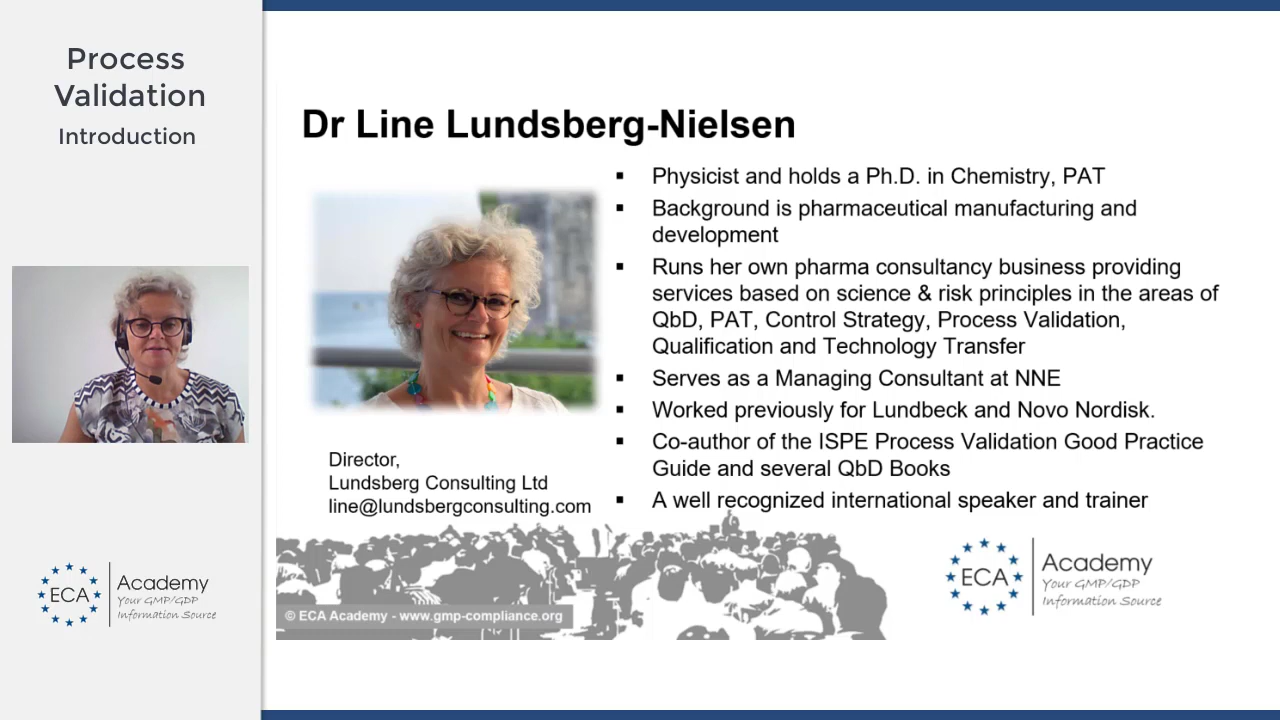 Process
Validation
Introduction
ECA
Academy
Your GMP/GDP
Information Source
Dr Line Lundsberg-Nielsen
Director,
Lundsberg Consulting Ltd
line@lundsbergconsulting.com
▪ Physicist and holds a Ph.D. in Chemistry, PAT
▪ Background is pharmaceutical manufacturing and
development
▪ Runs her own pharma consultancy business providing
services based on science & risk principles in the areas of
QbD, PAT, Control Strategy, Process Validation,
Qualification and Technology Transfer
▪ Serves as a Managing Consultant at NNE
▪ Worked previously for Lundbeck and Novo Nordisk.
▪ Co-author of the ISPE Process Validation Good Practice
Guide and several QbD Books
▪ A well recognized international speaker and trainer
© ECA Academy - www.gmp-compliance.org
ECA
Academy
Your GMP/GDP
Information Source